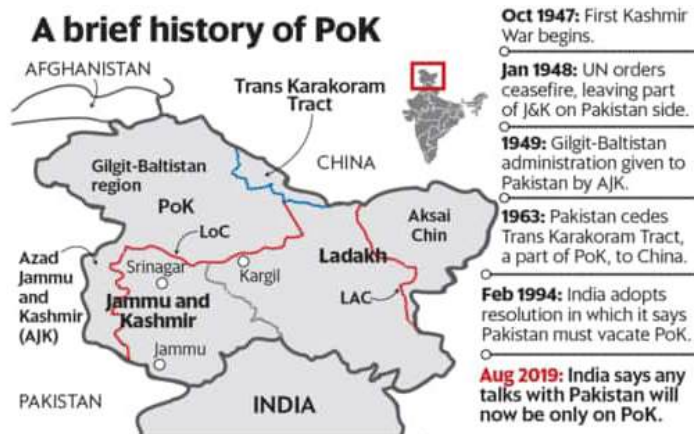 A brief history of PoK
AFGHANISTAN
Trans Karakoram
Tract
CHINA
Gilgit-Baltistan
region
PoK
LoC
Aksai
Chin
Azad
Jammu
and
Kashmir
(AJK)
Srinagar
Kargil
Ladakh
Jammu and
Kashmir
LAC
Jammu
PAKISTAN
INDIA
Oct 1947: First Kashmir
War begins.
Jan 1948: UN orders
ceasefire, leaving part
of J&K on Pakistan side.
1949: Gilgit-Baltistan
administration given to
Pakistan by AJK.
1963: Pakistan cedes
Trans Karakoram Tract,
a part of PoK, to China.
Feb 1994: India adopts
resolution in which it says
Pakistan must vacate PoK.
Aug 2019: India says any
talks with Pakistan will
now be only on PoK.